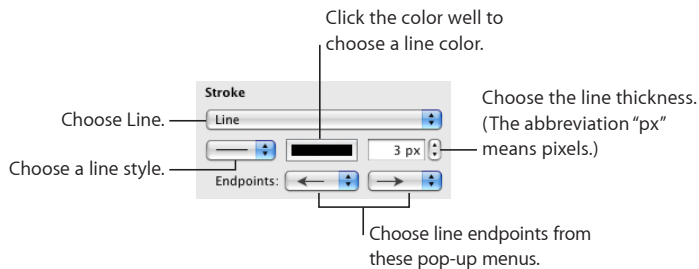 Click the color well to
choose a line color.
Stroke
Choose Line.
Line
Choose the line thickness.
(The abbreviation “px”
means pixels.)
3 px
Choose a line style.
Endpoints:
Choose line endpoints from
these pop-up menus.